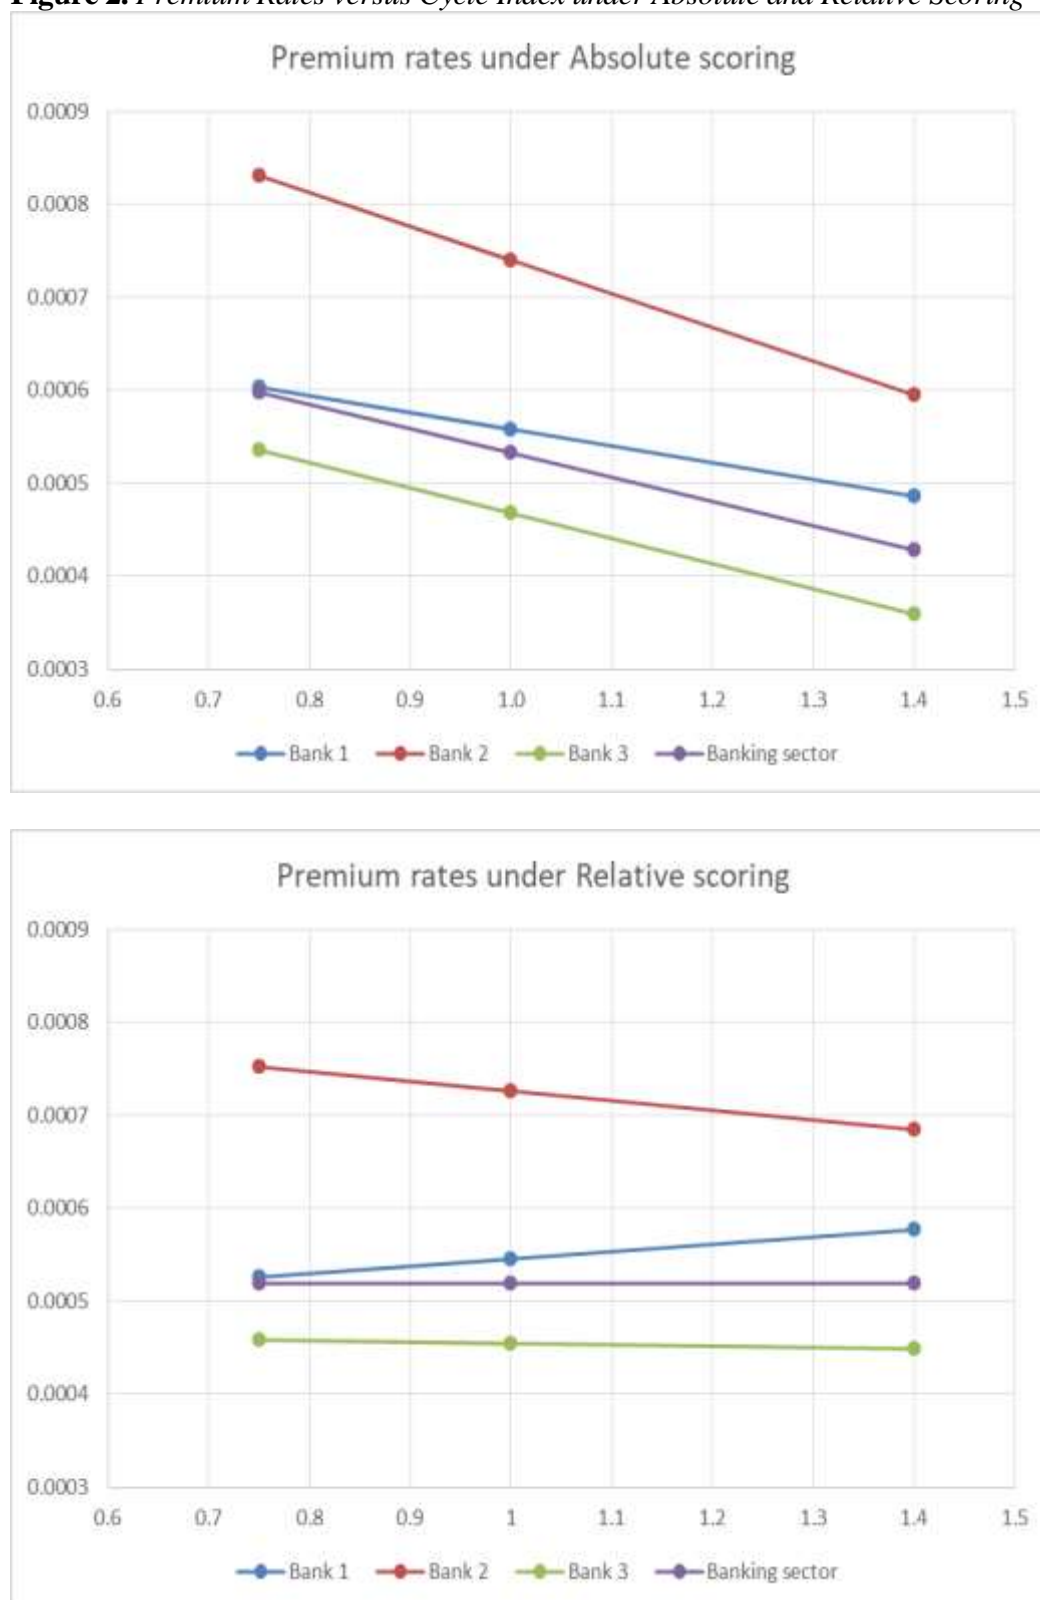 Figure 2. Premium Rates versus Cycle Index under Absolute and Relative Scoring
Premium rates under Absolute scoring
0.0009
0.0008
0.0007
0.0006
0.0005
0.0004
0.0003
0.6 0.7 0.8 0.9 1.0 1.1 1.2 1.3 1.4 1.5
Bank 1 Bank 2 Bank 3 Banking sector
Premium rates under Relative scoring
0.0009
0.0008
0.0007
0.0006
0.0005
0.0004
0.0003
0.6 0.7 0.8 0.9 1 1.1 1.2 1.3 1.4 1.5
Bank 1 Bank 2 Bank 3 Banking sector